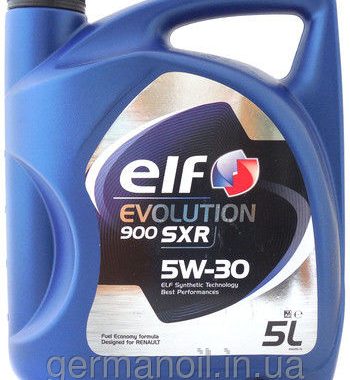 elf
EVOLUTION
900 SXR
5W-30
ELF Synthetic Technology
Best Performances
Fuel Economy formula
Designed for RENAULT
5L
germanoil.in.ua